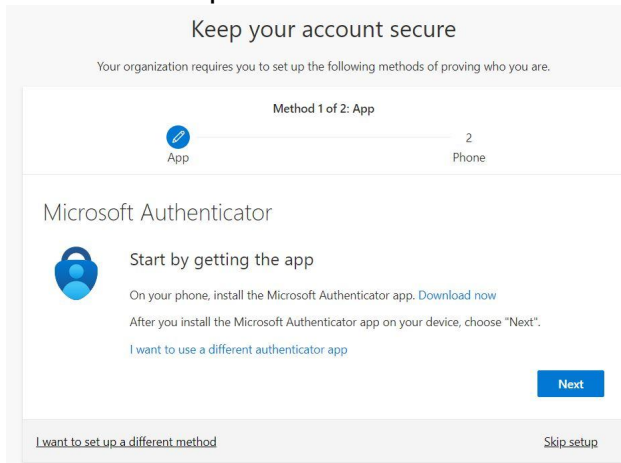 Keep your account secure
Your organization requires you to set up the following methods of proving who you are.
Method 1 of 2: App
App
2
Phone
Microsoft Authenticator
Start by getting the app
On your phone, install the Microsoft Authenticator app. Download now
After you install the Microsoft Authenticator app on your device, choose "Next".
I want to use a different authenticator app
Next
I want to set up a different method
Skip setup